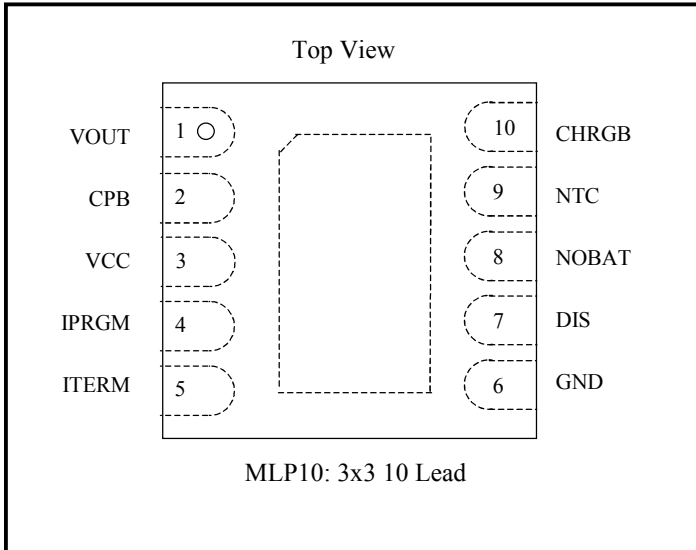 Top View
VOUT 1 10 CHRGB
CPB 2 9 NTC
VCC 3 8 NOBAT
IPRGM 4 7 DIS
ITERM 5 6 GND
MLP10: 3x3 10 Lead